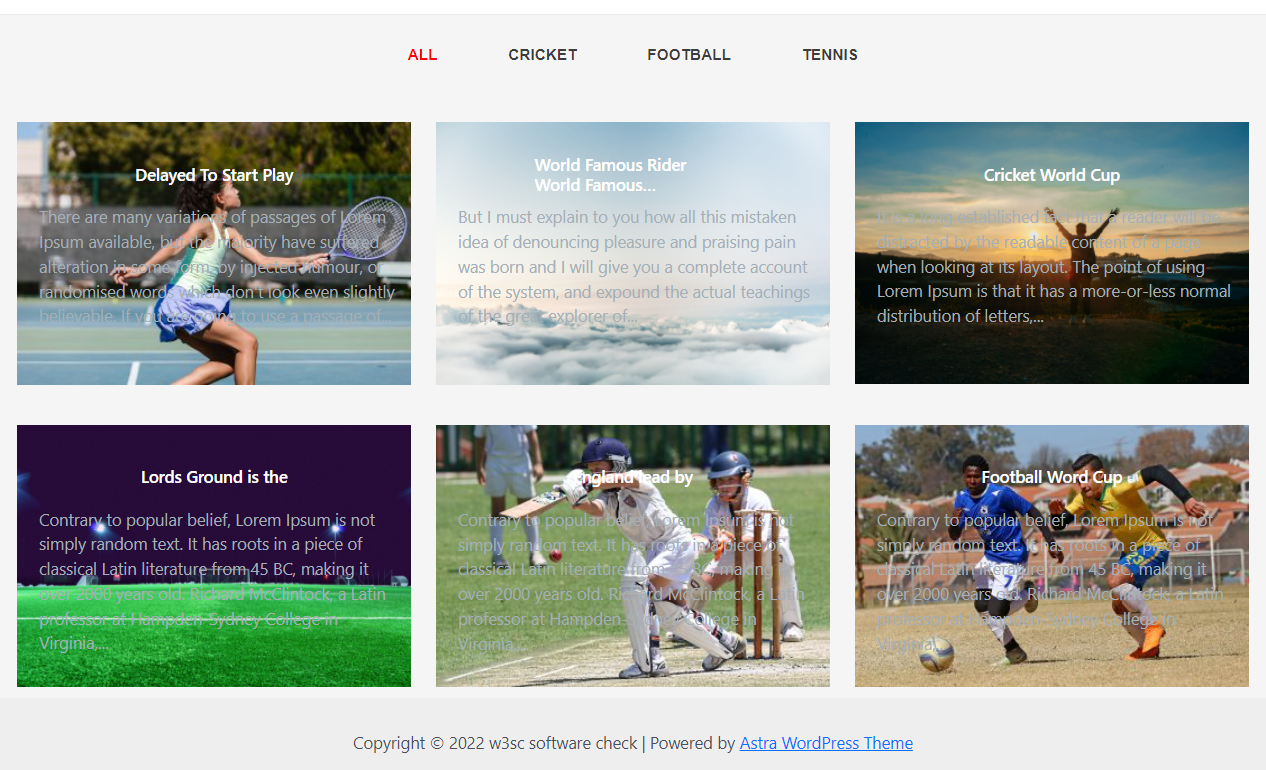 ALL CRICKET FOOTBALL TENNIS
Delayed To Start Play
There are many variations of passages of Lorem
Ipsum available, but the majority have suffered
alteration in some form, by injected humour, or
randomised words which don't look even slightly
believable. If you are going to use a passage of
World Famous Rider
World Famous...
But I must explain to you how all this mistaken
idea of denouncing pleasure and praising pain
was born and I will give you a complete account
of the system, and expound the actual teachings
of the great explorer of...
Cricket World Cup
It is a long established fact that a reader will be
distracted by the readable content of a page
when looking at its layout. The point of using
Lorem Ipsum is that it has a more-or-less normal
distribution of letters,...
Lords Ground is the
Contrary to popular belief, Lorem Ipsum is not
simply random text. It has roots in a piece of
classical Latin literature from 45 BC, making it
over 2000 years old. Richard McClintock, a Latin
professor at Hampden-Sydney College in
Virginia,...
England lead by
Contrary to popular belief, Lorem Ipsum is not
simply random text. It has roots in a piece of
classical Latin literature from 45 BC, making it
over 2000 years old. Richard McClintock, a Latin
professor at Hampden-Sydney College in
Virginia,...
Football Word Cup
Contrary to popular belief, Lorem Ipsum is not
simply random text. It has roots in a piece of
classical Latin literature from 45 BC, making it
over 2000 years old. Richard McClintock, a Latin
professor at Hampden-Sydney College in
Virginia,...
Copyright © 2022 w3sc software check | Powered by Astra WordPress Theme